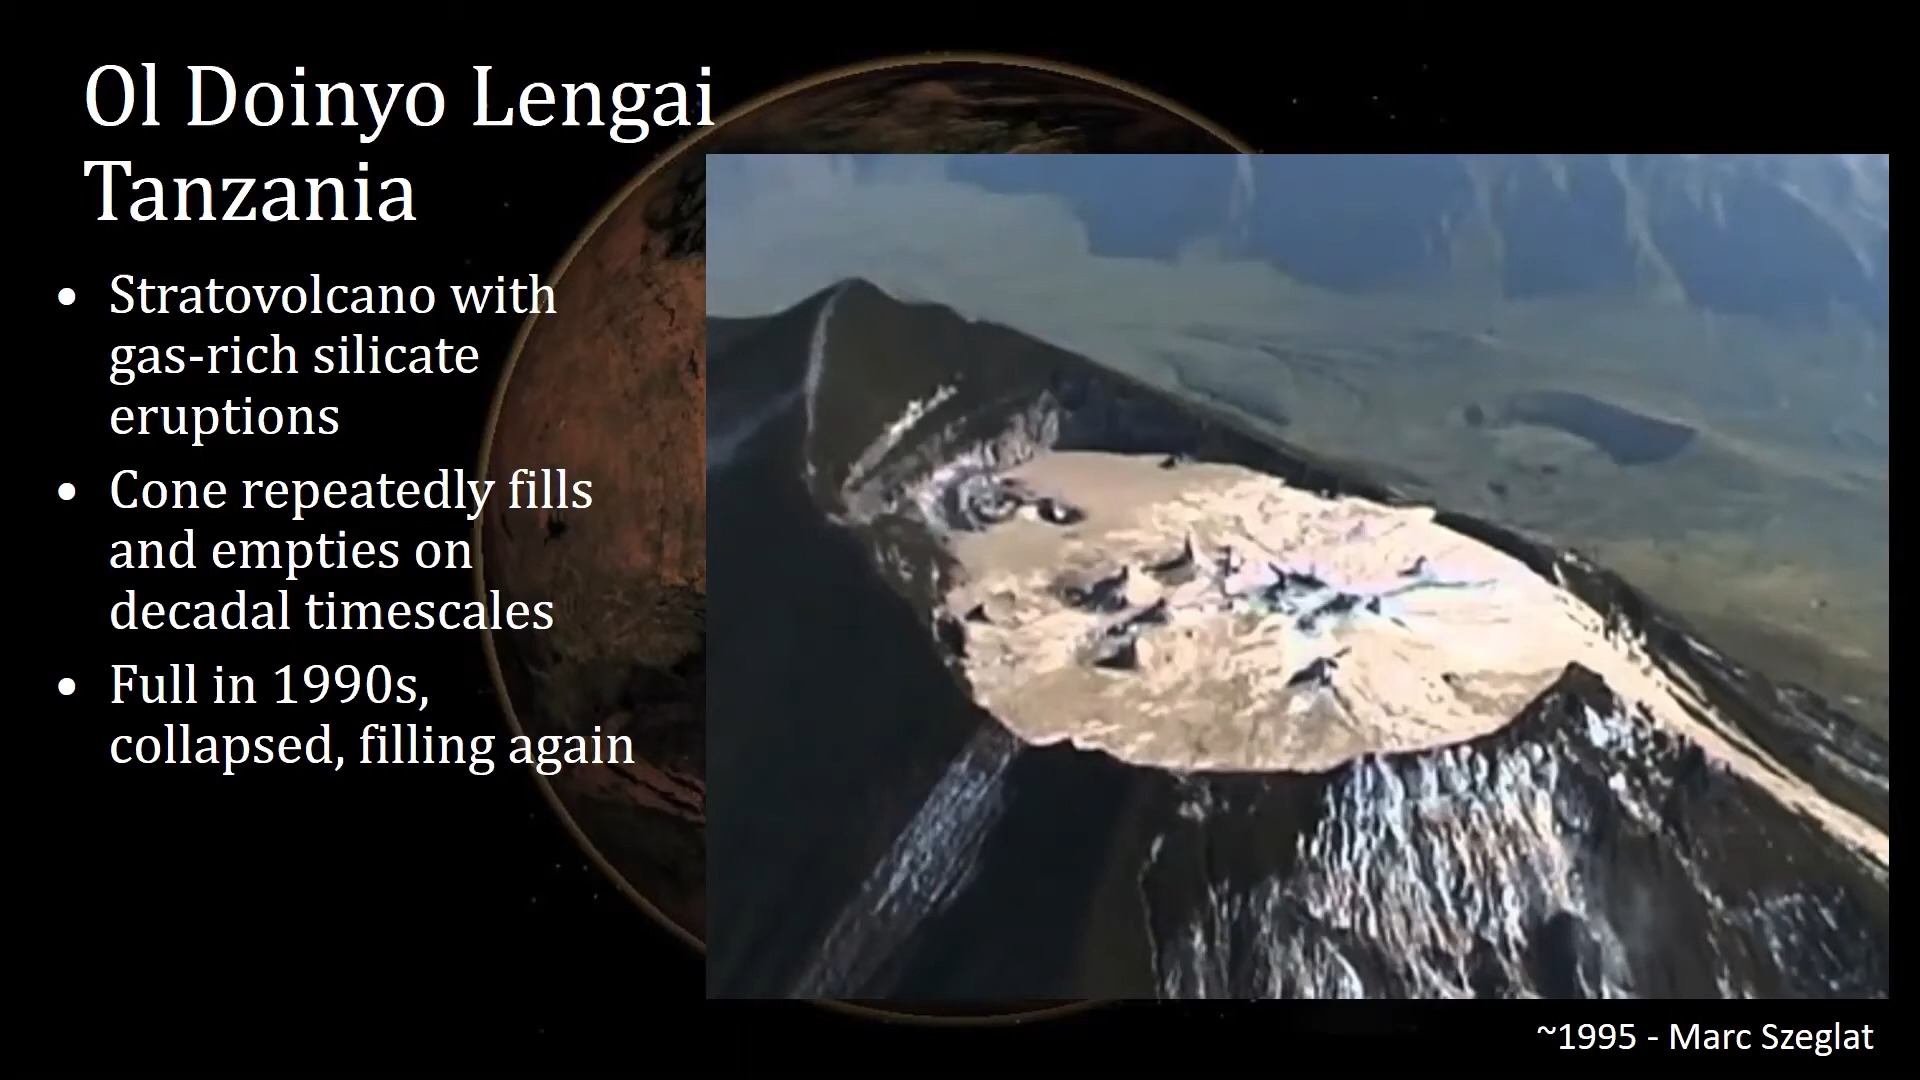 Ol Doinyo Lengai
Tanzania
• Stratovolcano with
gas-rich silicate
eruptions
• Cone repeatedly fills
and empties on
decadal timescales
• Full in 1990s,
collapsed, filling again
~1995 - Marc Szeglat